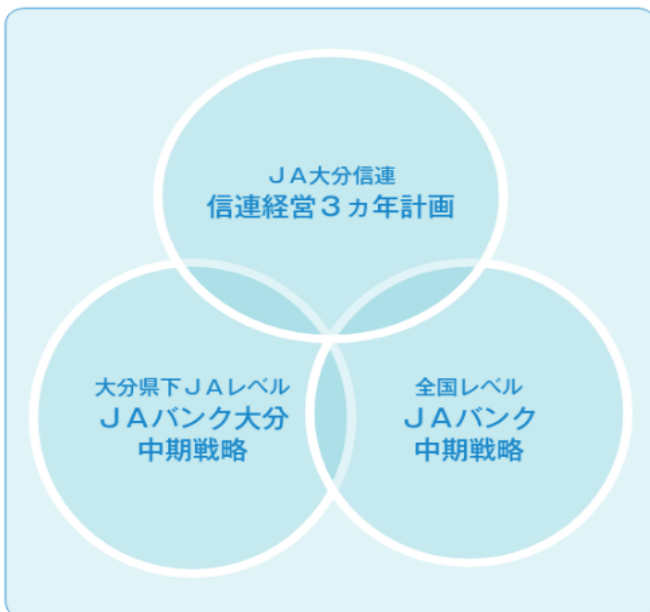 ＪＡ大分信連
信連経営３ヵ年計画
大分県下ＪＡレベル
ＪＡバンク大分
中期戦略
全国レベル
ＪＡバンク
中期戦略